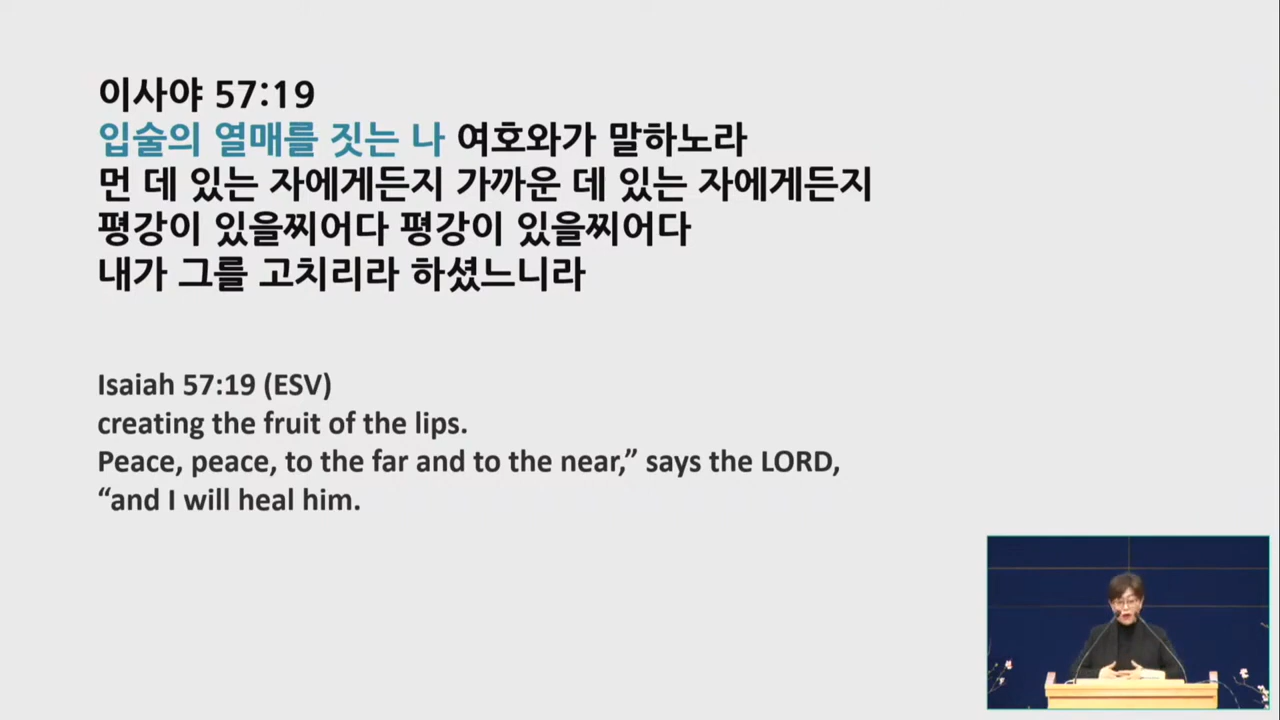 이사야 57:19
입술의 열매를 짓는 나 여호와가 말하노라
먼 데 있는 자에게든지 가까운 데 있는 자에게든지
평강이 있을찌어다 평강이 있을찌어다
내가 그를 고치리라 하셨느니라
Isaiah 57:19 (ESV)
creating the fruit of the lips.
Peace, peace, to the far and to the near,” says the LORD,
“and I will heal him.